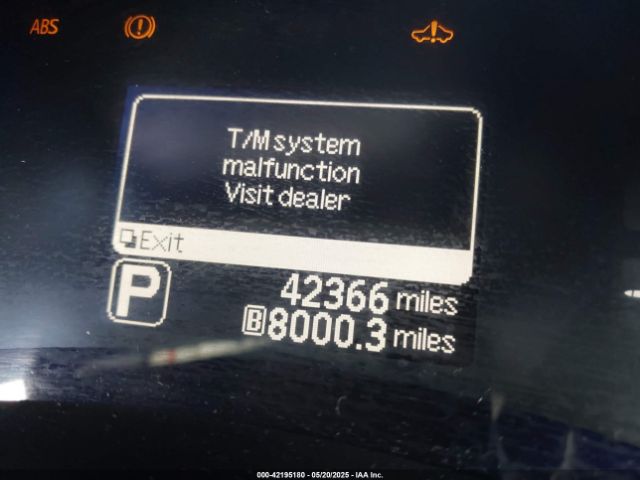 ABS
T/M system
malfunction
Visit dealer
Exit
P
42366 miles
B 8000.3 miles
000-42195180 - 05/20/2025 - IAA Inc.